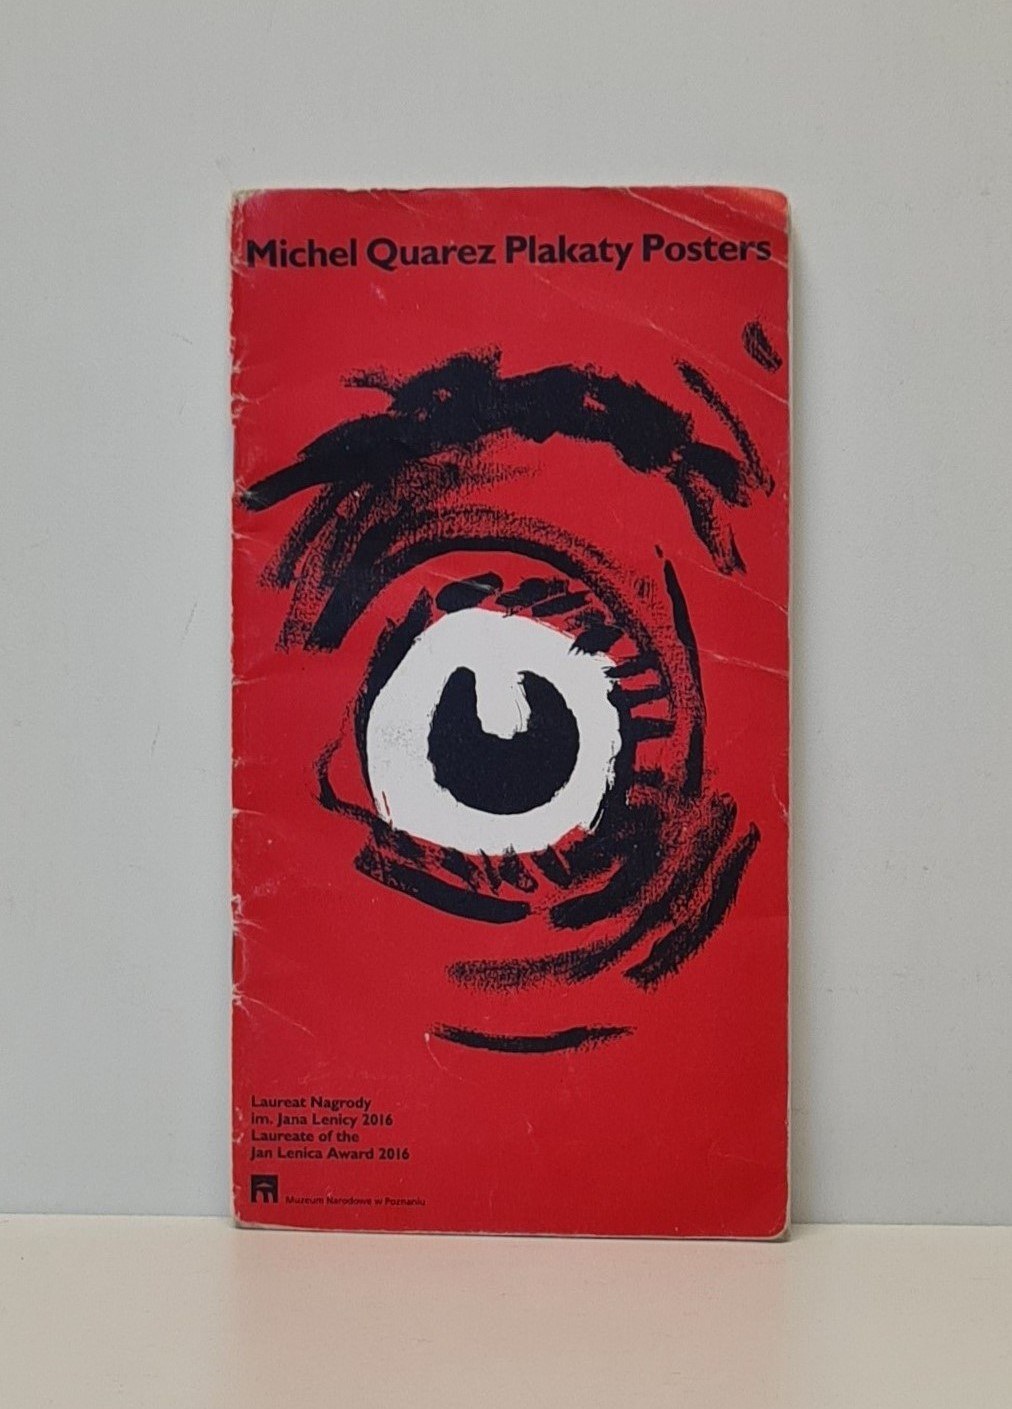 Michel Quarez Plakaty Posters
Laureat Nagrody
im. Jana Lenicy 2016
Laureate of the
Jan Lenica Award 2016
Muzeum Narodowe w Poznaniu